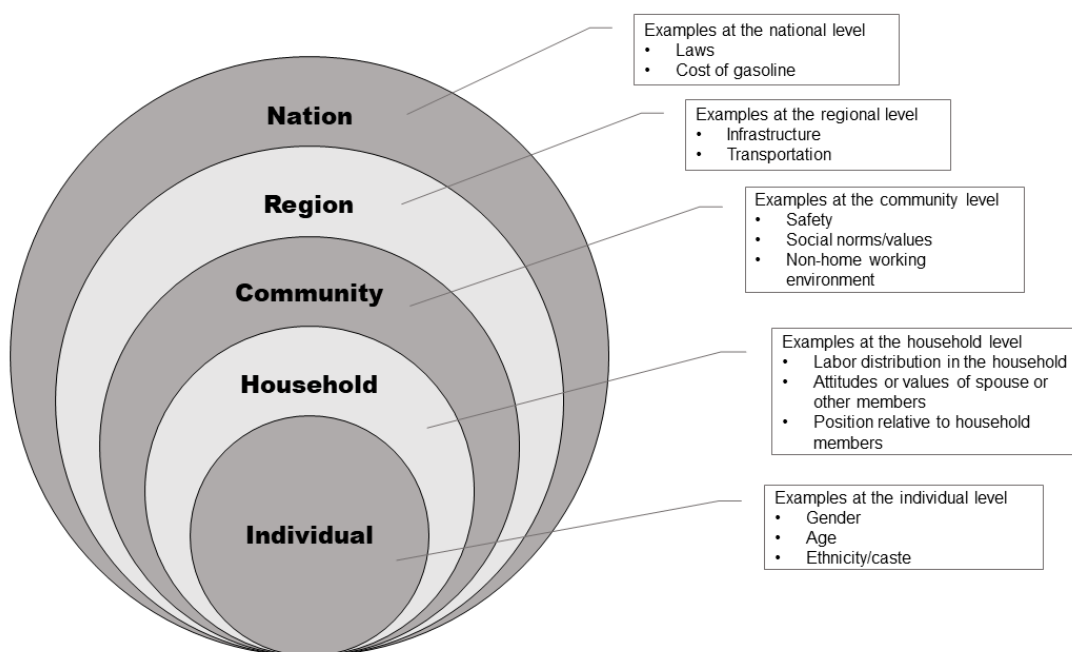 Nation
Region
Community
Household
Individual
Examples at the national level
• Laws
• Cost of gasoline
Examples at the regional level
• Infrastructure
• Transportation
Examples at the community level
• Safety
• Social norms/values
• Non-home working
environment
Examples at the household level
• Labor distribution in the household
• Attitudes or values of spouse or
other members
• Position relative to household
members
Examples at the individual level
• Gender
• Age
• Ethnicity/caste